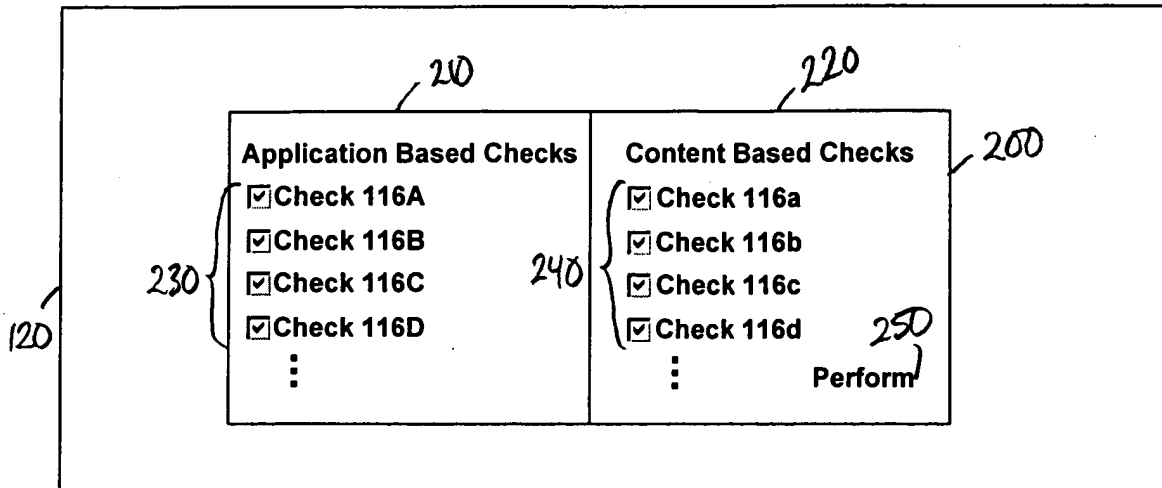 210 220
Application Based Checks Content Based Checks 200
Check 116A Check 116a
Check 116B Check 116b
230 Check 116C 240 Check 116c
Check 116D Check 116d 250
120
Perform